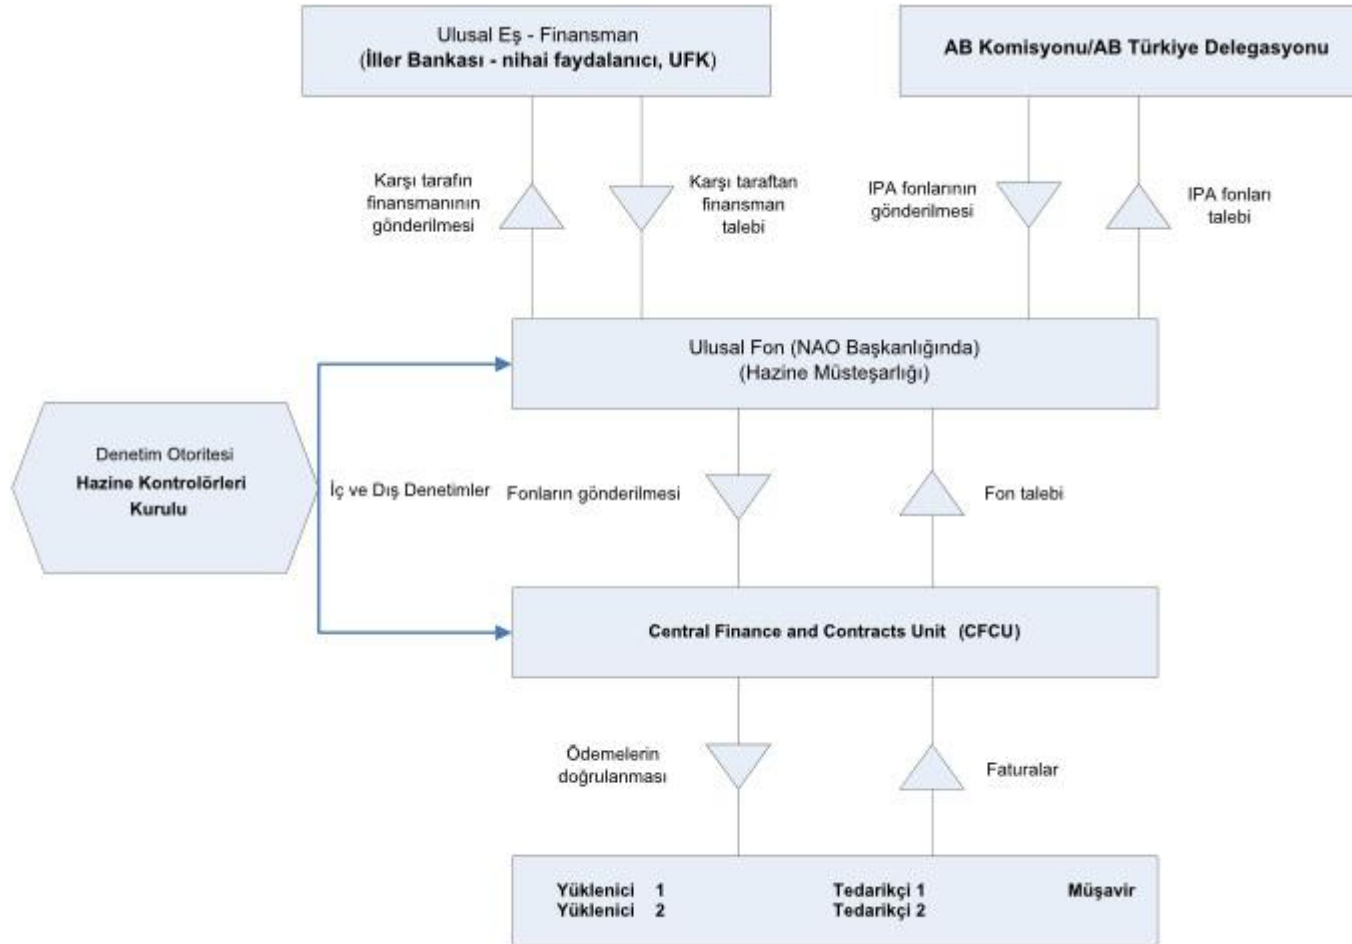 Ulusal Eş - Finansman
(İller Bankası - nihai faydalanıcı, UFK)
AB Komisyonu/AB Türkiye Delegasyonu
Karşı tarafın
finansmanının
gönderilmesi
Karşı taraftan
finansman
talebi
IPA fonlarının
gönderilmesi
IPA fonları
talebi
Ulusal Fon (NAO Başkanlığında)
(Hazine Müsteşarlığı)
Denetim Otoritesi
Hazine Kontrolörleri
Kurulu
İç ve Dış Denetimler
Fonların gönderilmesi
Fon talebi
Central Finance and Contracts Unit (CFCU)
Ödemelerin
doğrulanması
Faturalar
Yüklenici 1
Yüklenici 2
Tedarikçi 1
Tedarikçi 2
Müşavir